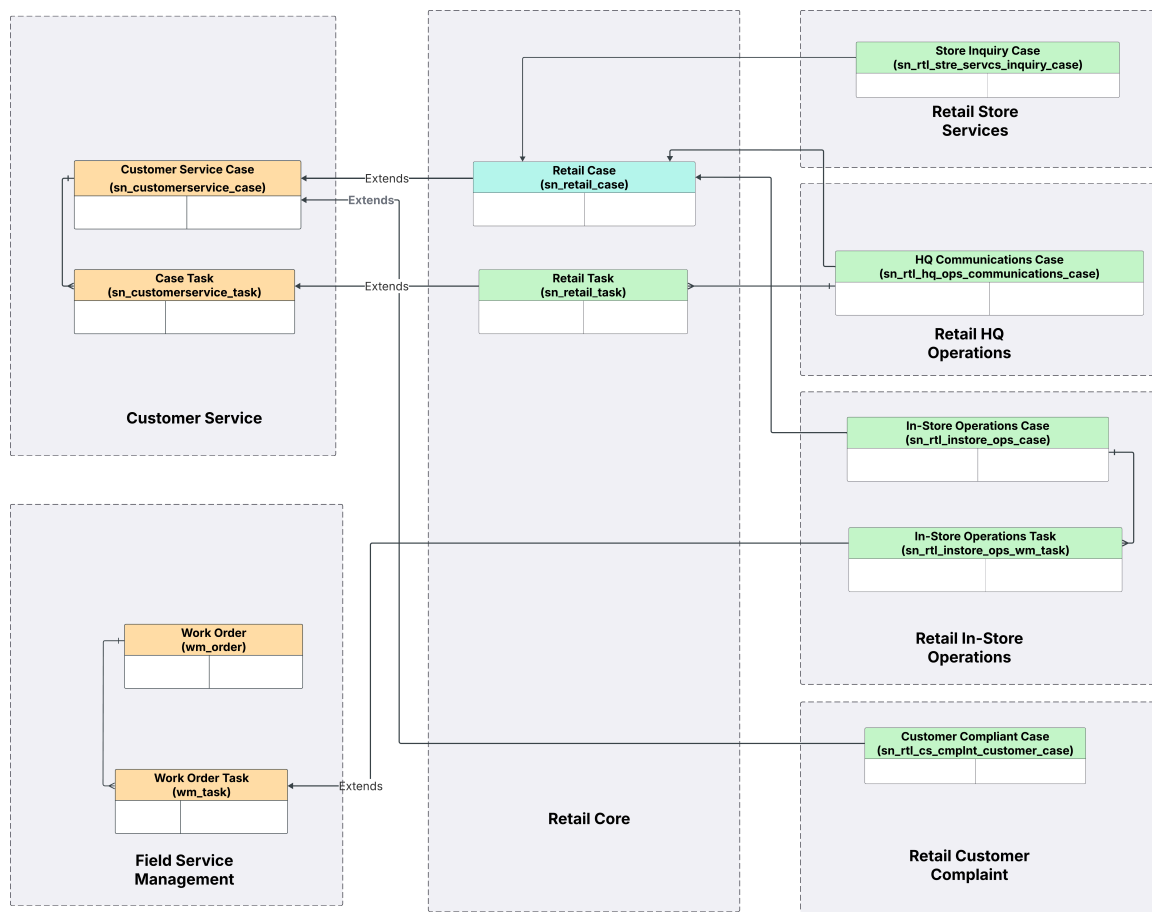 Store Inquiry Case
(sn_rtl_stre_servcs_inquiry_case)
Retail Store
Services
Customer Service Case
(sn_customerservice_case)
Extends
Retail Case
(sn_retail_case)
Extends
HQ Communications Case
(sn_rtl_hq_ops_communications_case)
Case Task
(sn_customerservice_task)
Extends
Retail Task
(sn_retail_task)
Retail HQ
Operations
Customer Service
In-Store Operations Case
(sn_rtl_instore_ops_case)
In-Store Operations Task
(sn_rtl_instore_ops_wm_task)
Retail In-Store
Operations
Work Order
(wm_order)
Customer Compliant Case
(sn_rtl_cs_cmplnt_customer_case)
Work Order Task
(wm_task)
Extends
Retail Core
Field Service
Management
Retail Customer
Complaint